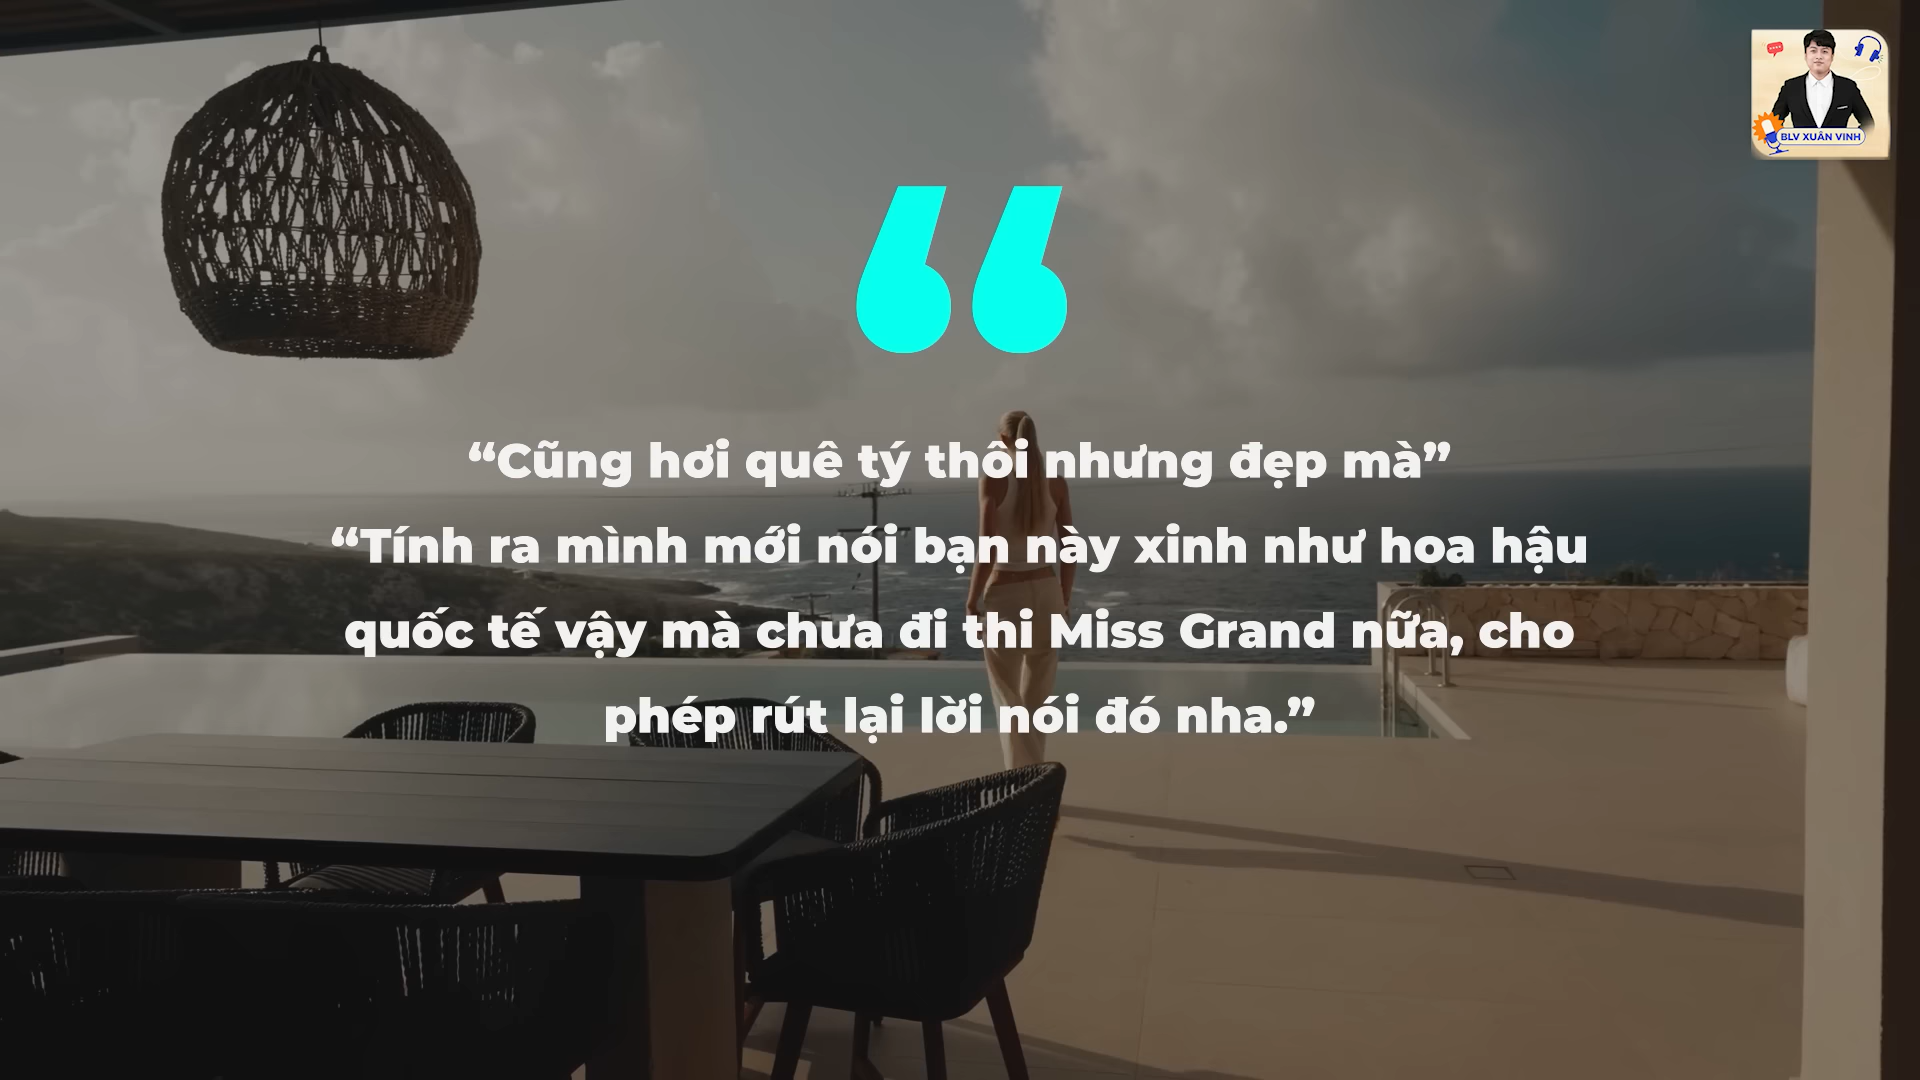 BLV XUÂN VINH
“Cũng hơi quê tý thôi nhưng đẹp mà”
“Tính ra mình mới nói bạn này xinh như hoa hậu
quốc tế vậy mà chưa đi thi Miss Grand nữa, cho
phép rút lại lời nói đó nha.”